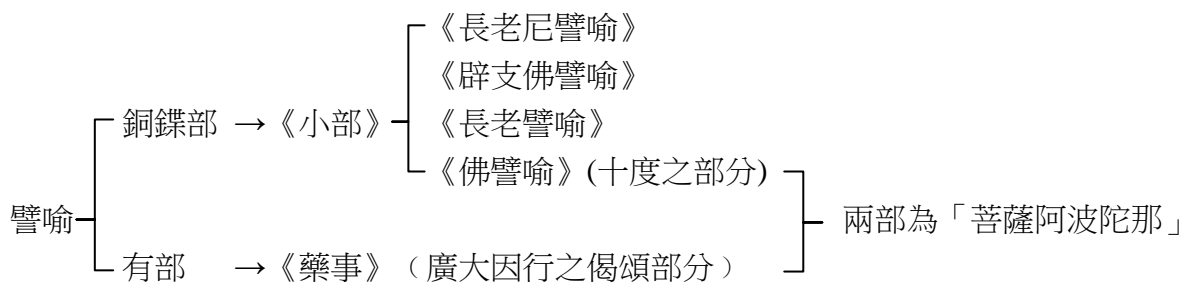 《長老尼譬喻》
《辟支佛譬喻》
銅鍱部 →《小部》 《長老譬喻》
《佛譬喻》(十度之部分)
譬喻 兩部為「菩薩阿波陀那」
有部 →《藥事》（廣大因行之偈頌部分）